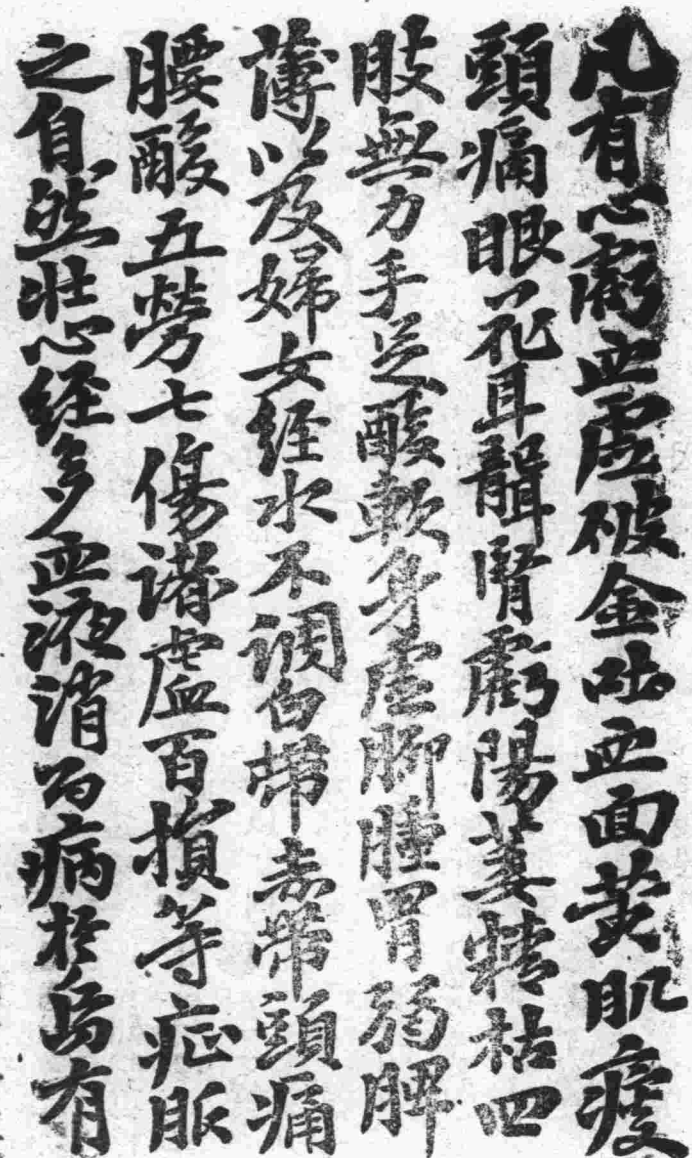 凡有心虧血虛破金吐血面黃肌瘦
頭痛眼花耳聾腎虧陽萎精枯四
肢無力手足酸軟身虛脚腫胃弱脾
薄以及婦女經水不調白帶赤帶頭痛
腰酸五勞七傷諸虛百損等症服
之自然壯心經多血液消百病於烏有